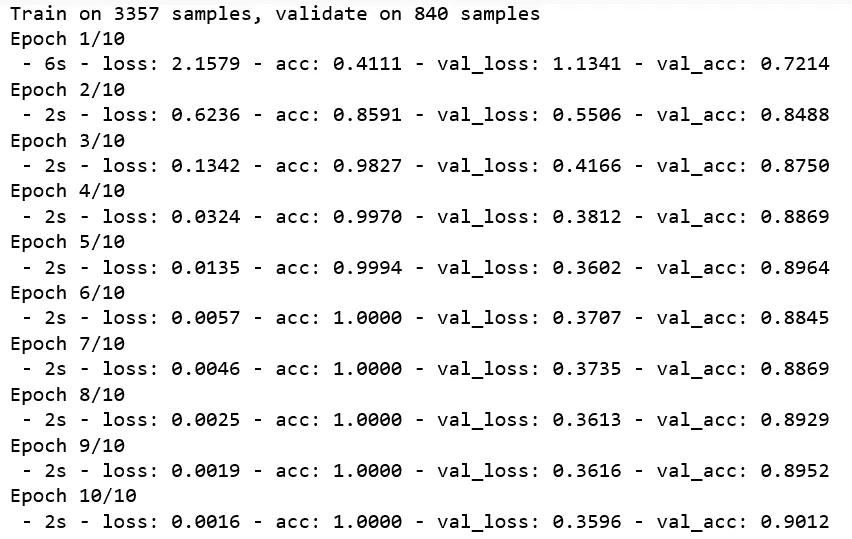 Train on 3357 samples, validate on 840 samples
Epoch 1/10
- 6s - loss: 2.1579 - acc: 0.4111 - val_loss: 1.1341 - val_acc: 0.7214
Epoch 2/10
- 2s - loss: 0.6236 - acc: 0.8591 - val_loss: 0.5506 - val_acc: 0.8488
Epoch 3/10
- 2s - loss: 0.1342 - acc: 0.9827 - val_loss: 0.4166 - val_acc: 0.8750
Epoch 4/10
- 2s - loss: 0.0324 - acc: 0.9970 - val_loss: 0.3812 - val_acc: 0.8869
Epoch 5/10
- 2s - loss: 0.0135 - acc: 0.9994 - val_loss: 0.3602 - val_acc: 0.8964
Epoch 6/10
- 2s - loss: 0.0057 - acc: 1.0000 - val_loss: 0.3707 - val_acc: 0.8845
Epoch 7/10
- 2s - loss: 0.0046 - acc: 1.0000 - val_loss: 0.3735 - val_acc: 0.8869
Epoch 8/10
- 2s - loss: 0.0025 - acc: 1.0000 - val_loss: 0.3613 - val_acc: 0.8929
Epoch 9/10
- 2s - loss: 0.0019 - acc: 1.0000 - val_loss: 0.3616 - val_acc: 0.8952
Epoch 10/10
- 2s - loss: 0.0016 - acc: 1.0000 - val_loss: 0.3596 - val_acc: 0.9012